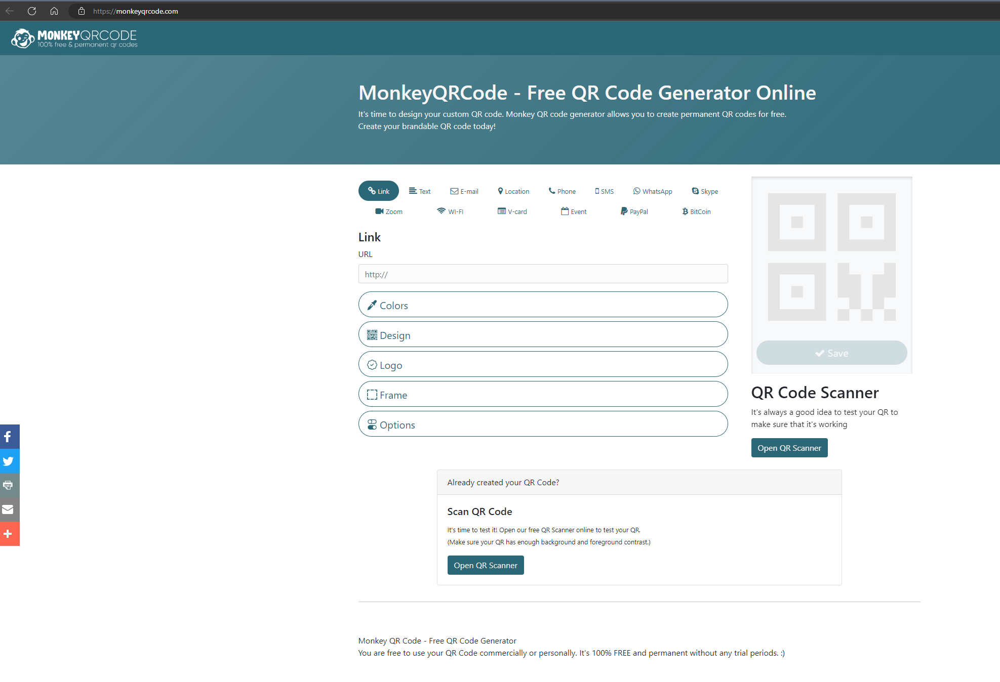 https://monkeyqrcode.com
MONKEYQRCODE
100% free & permanent qr codes
MonkeyQRCode - Free QR Code Generator Online
It's time to design your custom QR code. Monkey QR code generator allows you to create permanent QR codes for free.
Create your brandable QR code today!
Link Text E-mail Location Phone SMS WhatsApp Skype
Zoom WI-FI V-card Event PayPal BitCoin
Link
URL
http://
Colors
Design
Logo
Frame
Options
Save
QR Code Scanner
It's always a good idea to test your QR to
make sure that it's working
Open QR Scanner
Already created your QR Code?
Scan QR Code
It's time to test it! Open our free QR Scanner online to test your QR.
(Make sure your QR has enough background and foreground contrast.)
Open QR Scanner
Monkey QR Code - Free QR Code Generator
You are free to use your QR Code commercially or personally. It's 100% FREE and permanent without any trial periods. :)